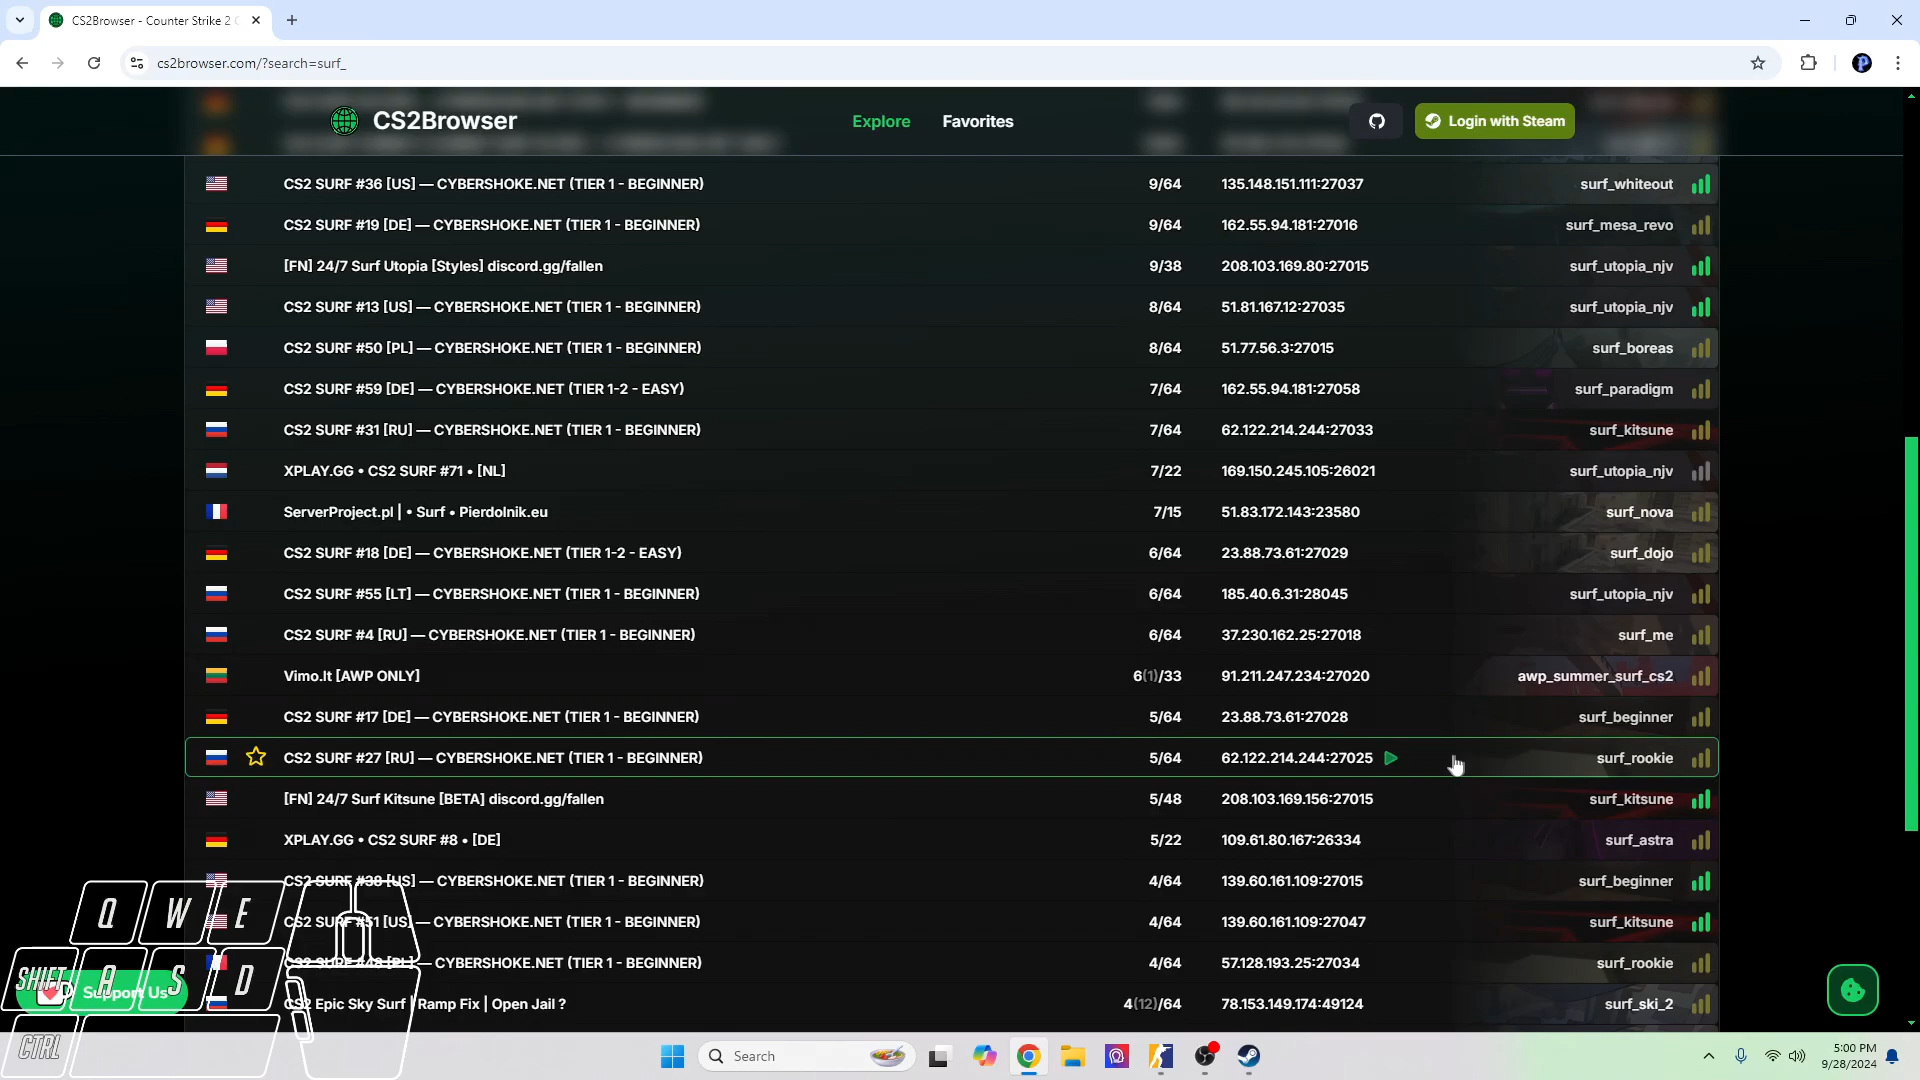 CS2Browser - Counter Strike 2
cs2browser.com/?search=surf_
CS2Browser Explore Favorites Login with Steam
CS2 SURF #36 [US] — CYBERSHOKE.NET (TIER 1 - BEGINNER) 9/64 135.148.151.111:27037 surf_whiteout
CS2 SURF #19 [DE] — CYBERSHOKE.NET (TIER 1 - BEGINNER) 9/64 162.55.94.181:27016 surf_mesa_revo
[FN] 24/7 Surf Utopia [Styles] discord.gg/fallen 9/38 208.103.169.80:27015 surf_utopia_njv
CS2 SURF #13 [US] — CYBERSHOKE.NET (TIER 1 - BEGINNER) 8/64 51.81.167.12:27035 surf_utopia_njv
CS2 SURF #50 [PL] — CYBERSHOKE.NET (TIER 1 - BEGINNER) 8/64 51.77.56.3:27015 surf_boreas
CS2 SURF #59 [DE] — CYBERSHOKE.NET (TIER 1-2 - EASY) 7/64 162.55.94.181:27058 surf_paradigm
CS2 SURF #31 [RU] — CYBERSHOKE.NET (TIER 1 - BEGINNER) 7/64 62.122.214.244:27033 surf_kitsune
XPLAY.GG • CS2 SURF #71 • [NL] 7/22 169.150.245.105:26021 surf_utopia_njv
ServerProject.pl | • Surf • Pierdolnik.eu 7/15 51.83.172.143:23580 surf_nova
CS2 SURF #18 [DE] — CYBERSHOKE.NET (TIER 1-2 - EASY) 6/64 23.88.73.61:27029 surf_dojo
CS2 SURF #55 [LT] — CYBERSHOKE.NET (TIER 1 - BEGINNER) 6/64 185.40.6.31:28045 surf_utopia_njv
CS2 SURF #4 [RU] — CYBERSHOKE.NET (TIER 1 - BEGINNER) 6/64 37.230.162.25:27018 surf_me
Vimo.lt [AWP ONLY] 6(1)/33 91.211.247.234:27020 awp_summer_surf_cs2
CS2 SURF #17 [DE] — CYBERSHOKE.NET (TIER 1 - BEGINNER) 5/64 23.88.73.61:27028 surf_beginner
CS2 SURF #27 [RU] — CYBERSHOKE.NET (TIER 1 - BEGINNER) 5/64 62.122.214.244:27025 surf_rookie
[FN] 24/7 Surf Kitsune [BETA] discord.gg/fallen 5/48 208.103.169.156:27015 surf_kitsune
XPLAY.GG • CS2 SURF #8 • [DE] 5/22 109.61.80.167:26334 surf_astra
CS2 SURF #38 [US] — CYBERSHOKE.NET (TIER 1 - BEGINNER) 4/64 139.60.161.109:27015 surf_beginner
CS2 SURF #51 [US] — CYBERSHOKE.NET (TIER 1 - BEGINNER) 4/64 139.60.161.109:27047 surf_kitsune
CS2 SURF [PL] — CYBERSHOKE.NET (TIER 1 - BEGINNER) 4/64 57.128.193.25:27034 surf_rookie
CS2 Epic Sky Surf | Ramp Fix | Open Jail ? 4(12)/64 78.153.149.174:49124 surf_ski_2
Q W E
SHIFT A S D
Support Us
CTRL
Search
5:00 PM
9/28/2024